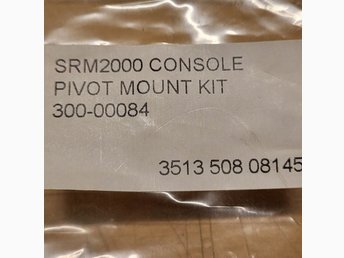 SRM2000 CONSOLE
PIVOT MOUNT KIT
300-00084
3513 508 08145